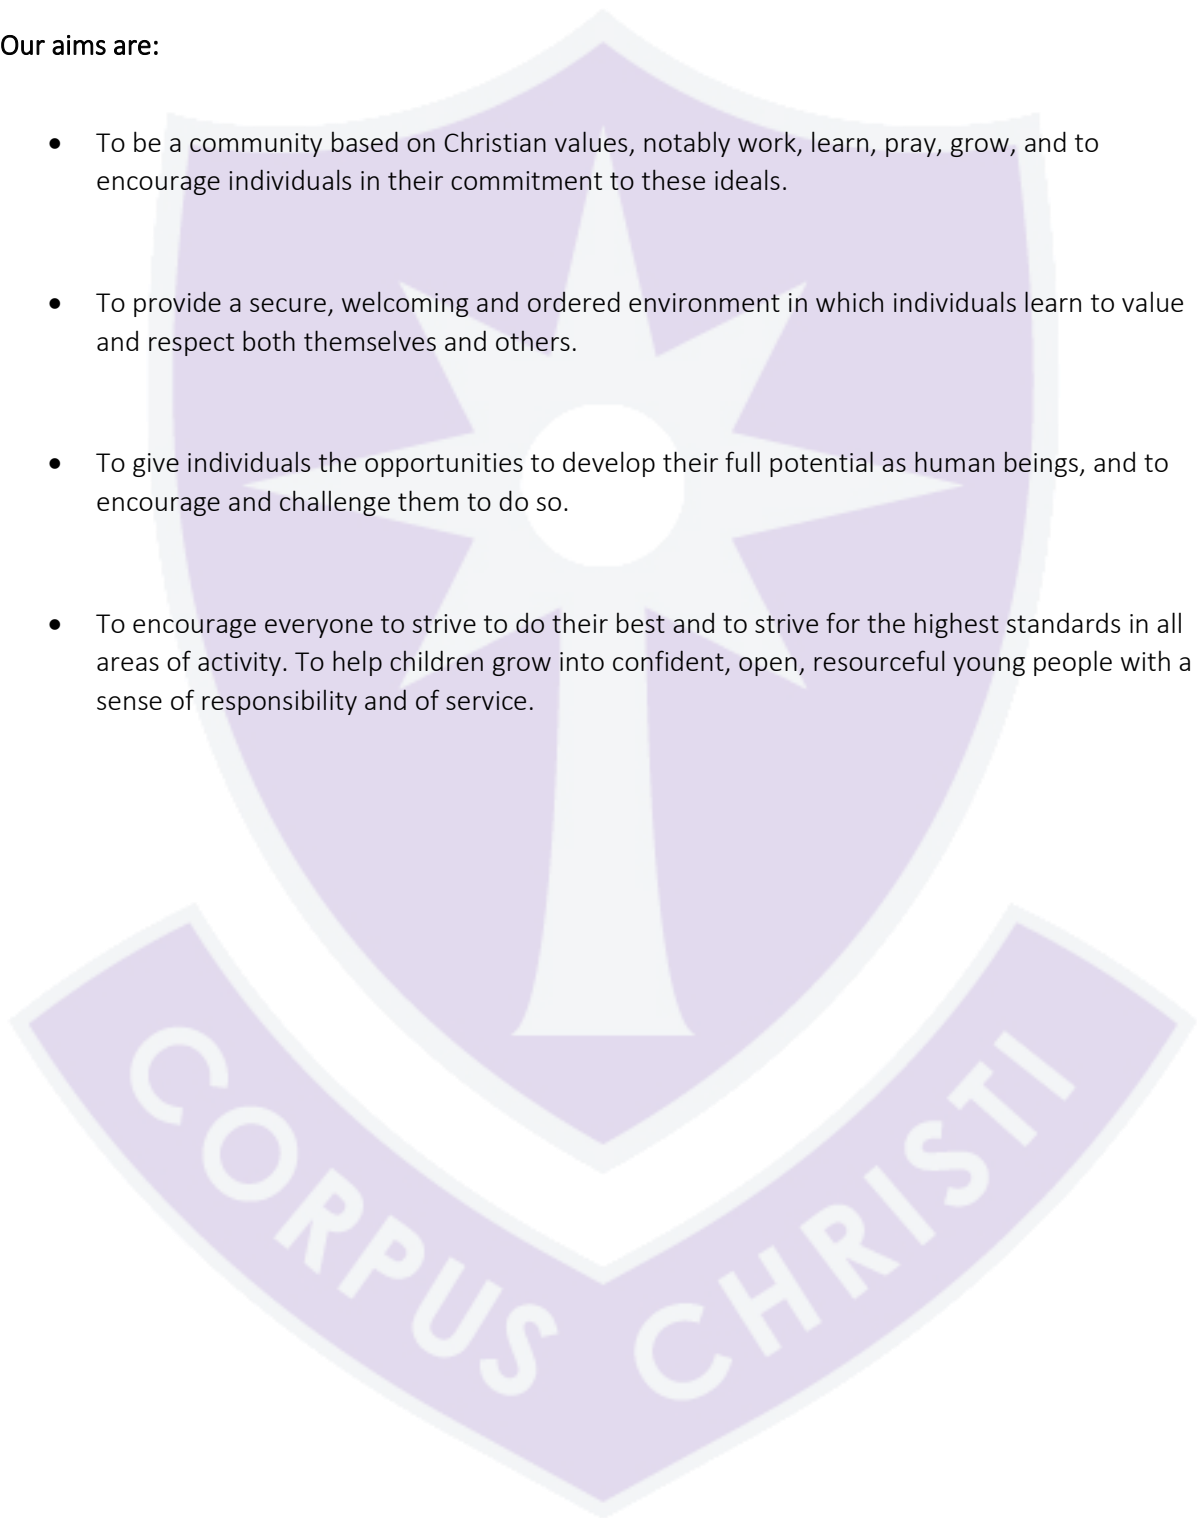 Our aims are:
• To be a community based on Christian values, notably work, learn, pray, grow, and to
encourage individuals in their commitment to these ideals.
• To provide a secure, welcoming and ordered environment in which individuals learn to value
and respect both themselves and others.
• To give individuals the opportunities to develop their full potential as human beings, and to
encourage and challenge them to do so.
• To encourage everyone to strive to do their best and to strive for the highest standards in all
areas of activity. To help children grow into confident, open, resourceful young people with a
sense of responsibility and of service.
CORPUS CHRISTI